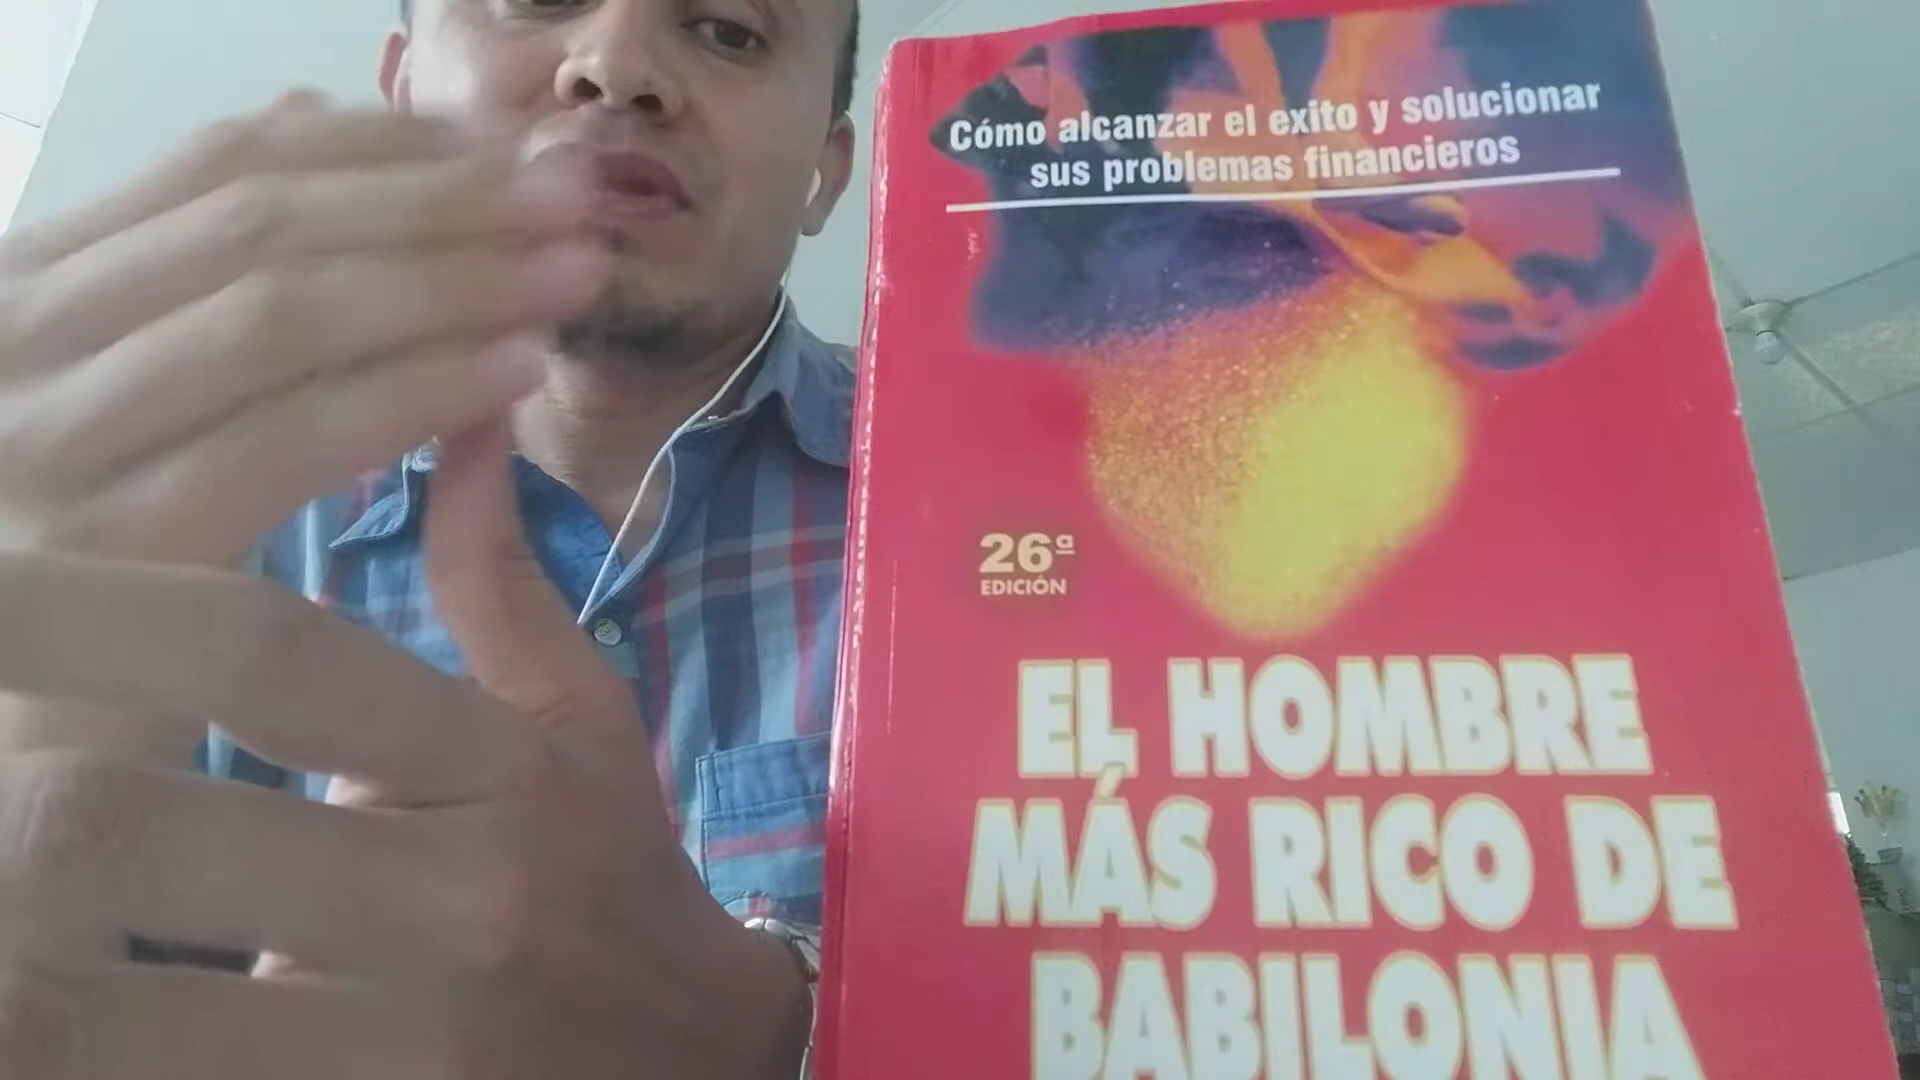 Cómo alcanzar el exito y solucionar
sus problemas financieros
26ª
EDICIÓN
EL HOMBRE
MÁS RICO DE
BABILONIA